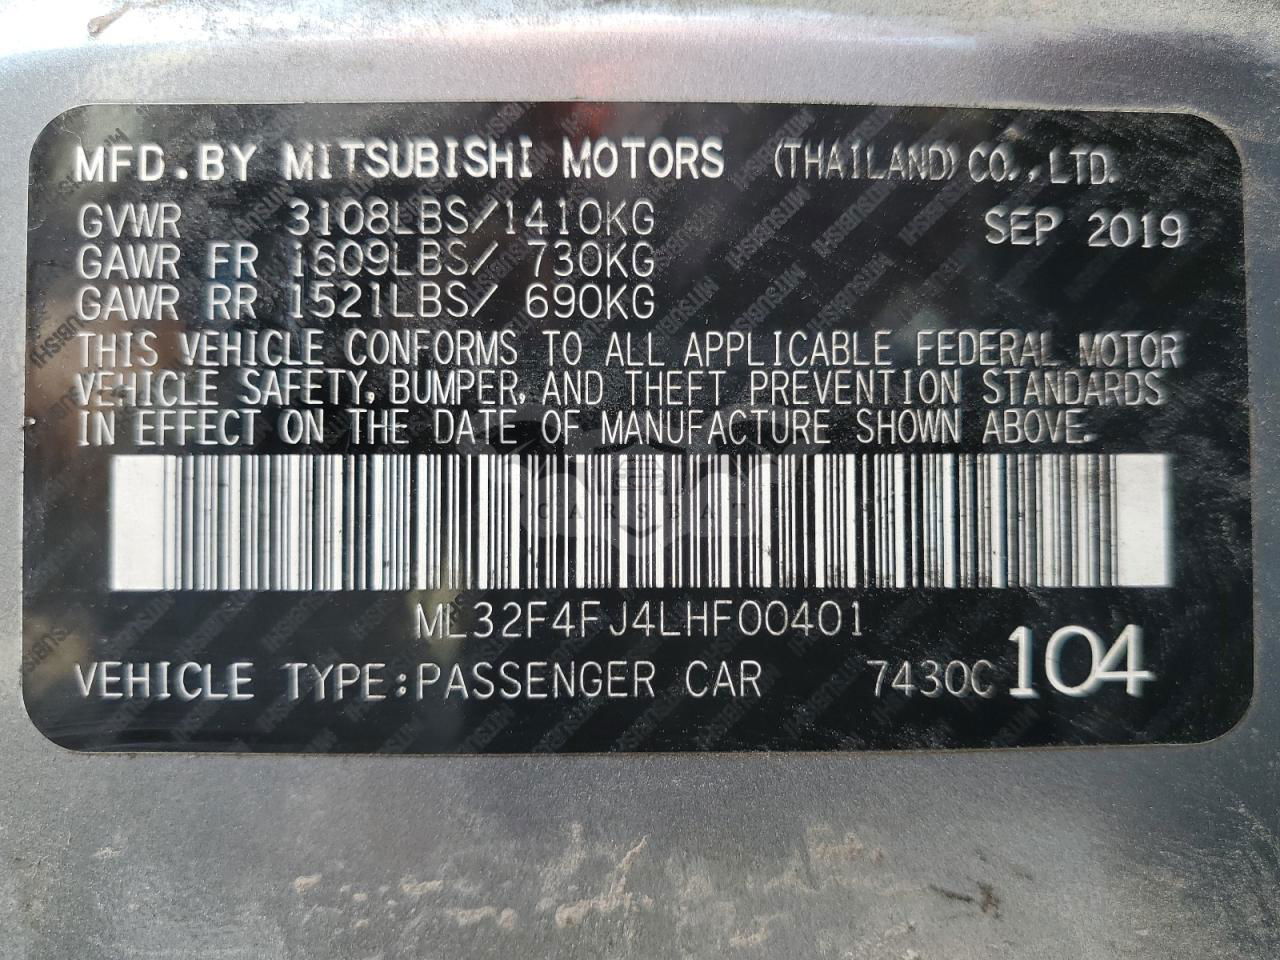 MFD.BY MITSUBISHI MOTORS (THAILAND) CO.,LTD.
GVWR 3108LBS/1410KG SEP 2019
GAWR FR 1609LBS/ 730KG
GAWR RR 1521LBS/ 690KG
THIS VEHICLE CONFORMS TO ALL APPLICABLE FEDERAL MOTOR
VEHICLE SAFETY, BUMPER, AND THEFT PREVENTION STANDARDS
IN EFFECT ON THE DATE OF MANUFACTURE SHOWN ABOVE.
CARSBAT
ML32F4FJ4LHF00401
VEHICLE TYPE:PASSENGER CAR 7430C 104